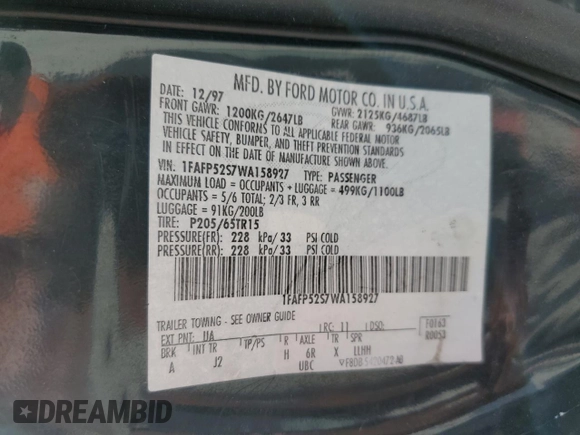 MFD. BY FORD MOTOR CO. IN U.S.A.
DATE: 12/97 GVWR: 2125KG/4687LB
FRONT GAWR: 1200KG/2647LB REAR GAWR: 936KG/2065LB
THIS VEHICLE CONFORMS TO ALL APPLICABLE FEDERAL MOTOR
VEHICLE SAFETY, BUMPER, AND THEFT PREVENTION STANDARDS
IN EFFECT ON THE DATE OF MANUFACTURE SHOWN ABOVE.
VIN: 1FAFP52S7WA158927 TYPE: PASSENGER
MAXIMUM LOAD = OCCUPANTS + LUGGAGE = 499KG/1100LB
OCCUPANTS = 5/6 TOTAL; 2/3 FR, 3 RR
LUGGAGE = 91KG/200LB
TIRE: P205/65TR15
PRESSURE(FR): 228 kPa/ 33 PSI COLD
PRESSURE(RR): 228 kPa/ 33 PSI COLD
1FAFP52S7WA158927
TRAILER TOWING - SEE OWNER GUIDE
EXT PNT: UA RC: 11 DSO: F0163
BRK INT TR TP/PS R AXLE TR SP R0053
A J2 H 6R X LLHH
UBC
DREAMBID